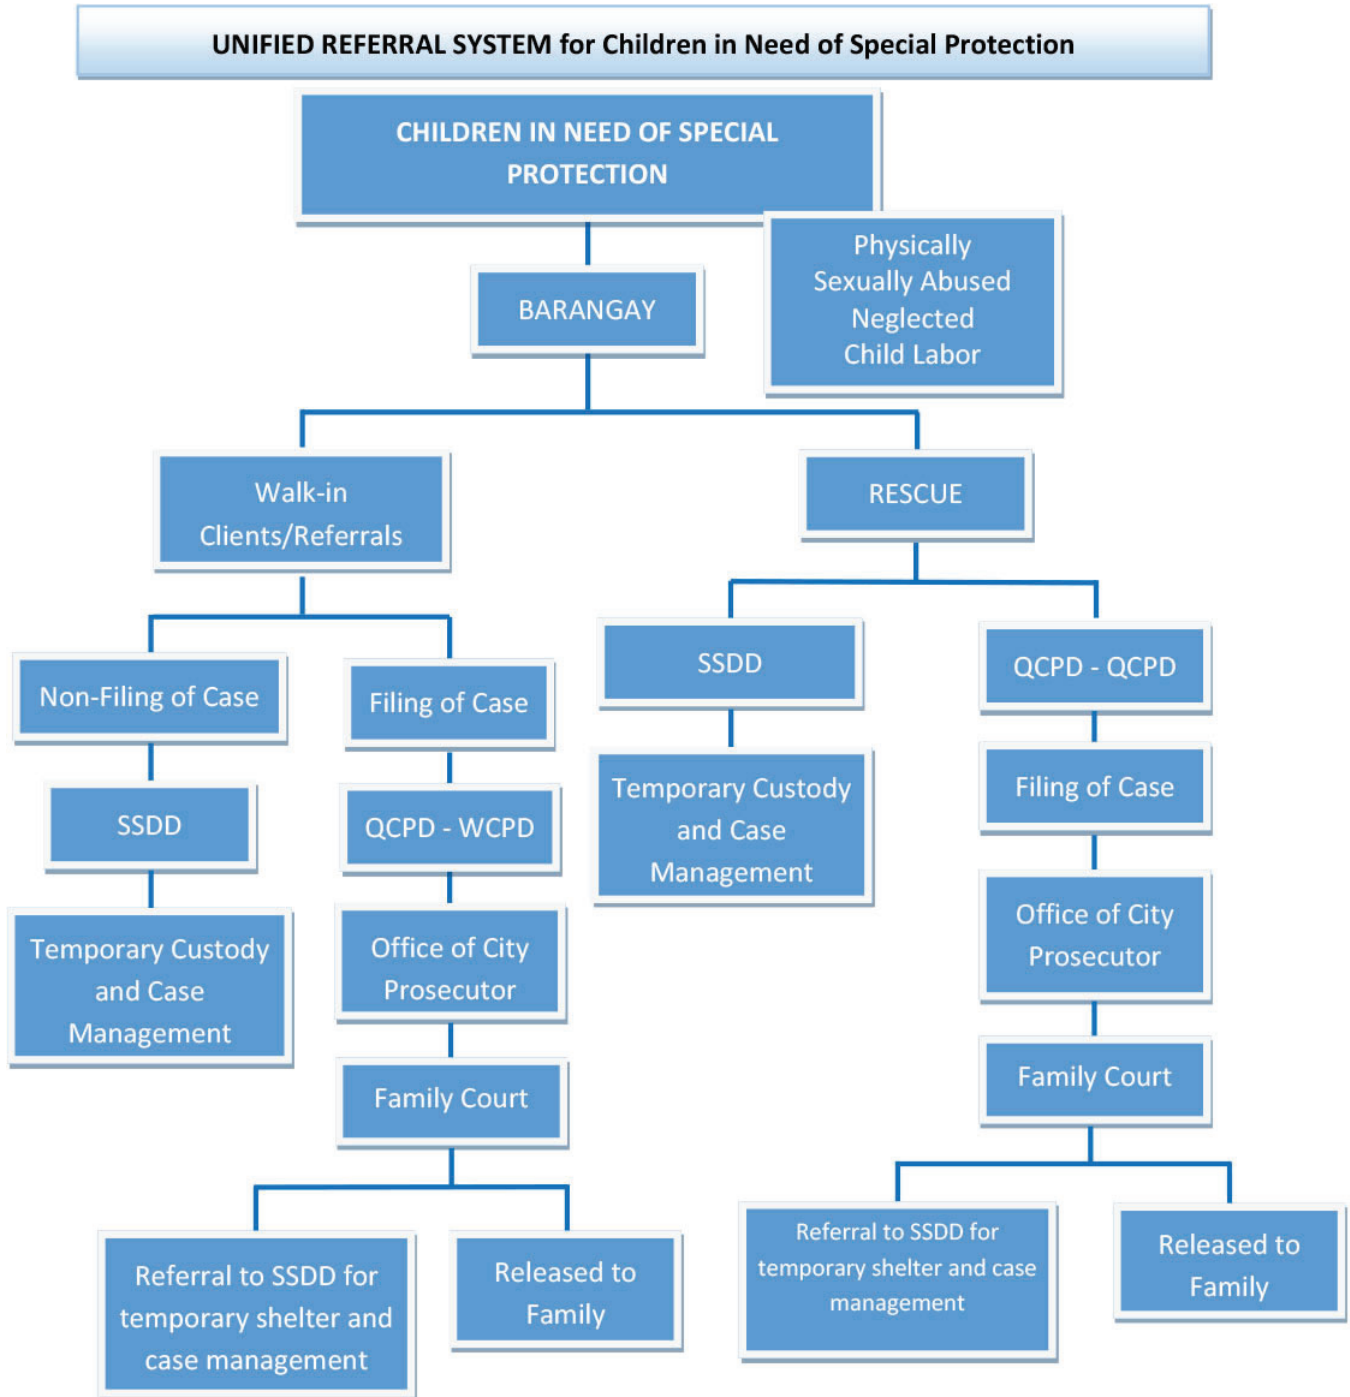 UNIFIED REFERRAL SYSTEM for Children in Need of Special Protection
CHILDREN IN NEED OF SPECIAL
PROTECTION
Physically
Sexually Abused
Neglected
Child Labor
BARANGAY
Walk-in
Clients/Referrals
RESCUE
Non-Filing of Case
SSDD
Temporary Custody
and Case
Management
Filing of Case
QCPD - WCPD
Office of City
Prosecutor
Family Court
Referral to SSDD for
temporary shelter and
case management
Released to
Family
SSDD
Temporary Custody
and Case
Management
QCPD - QCPD
Filing of Case
Office of City
Prosecutor
Family Court
Referral to SSDD for
temporary shelter and case
management
Released to
Family